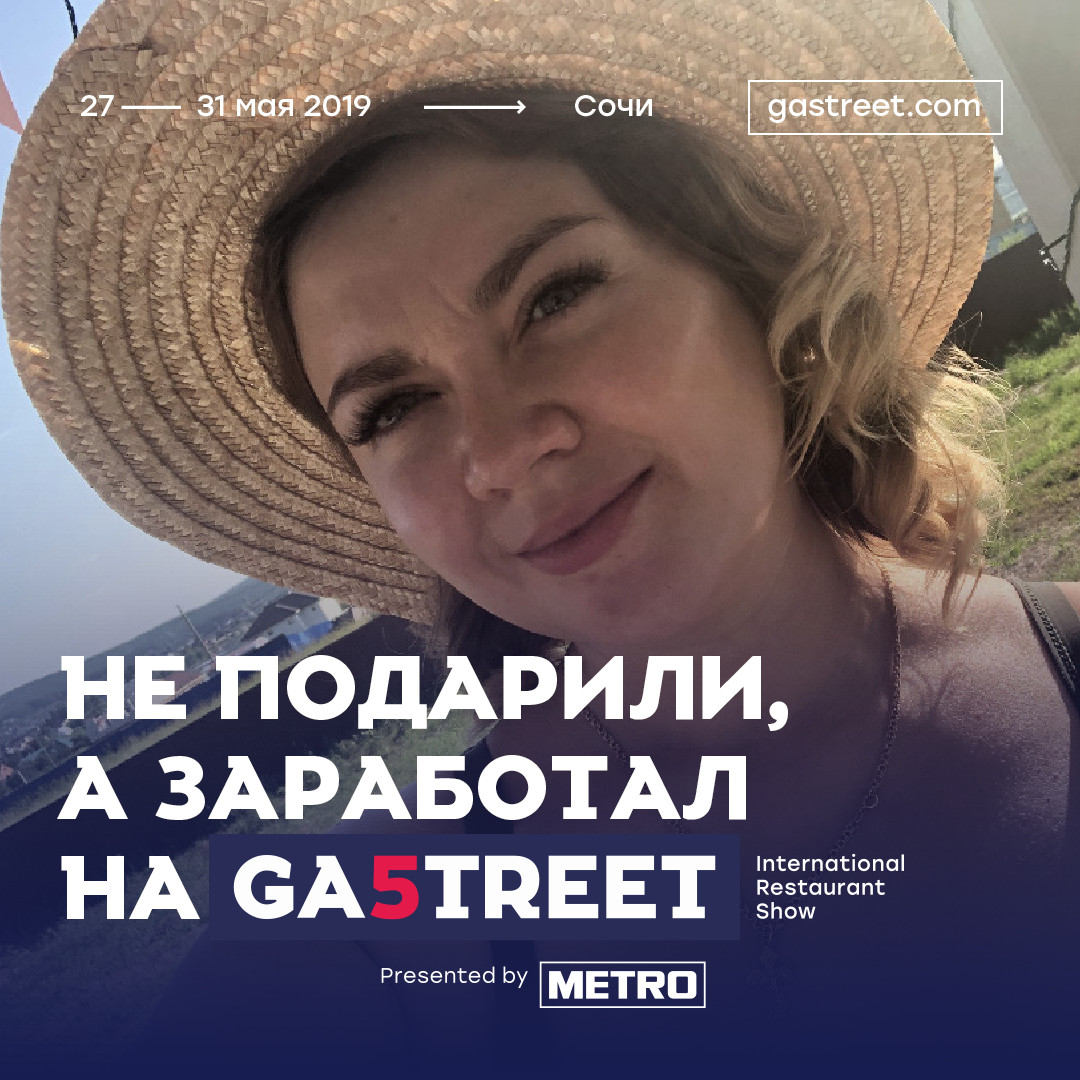 27 — 31 мая 2019 → Сочи gastreet.com
НЕ ПОДАРИЛИ,
А ЗАРАБОТАЛ
НА GA5TREET
International
Restaurant
Show
Presented by METRO